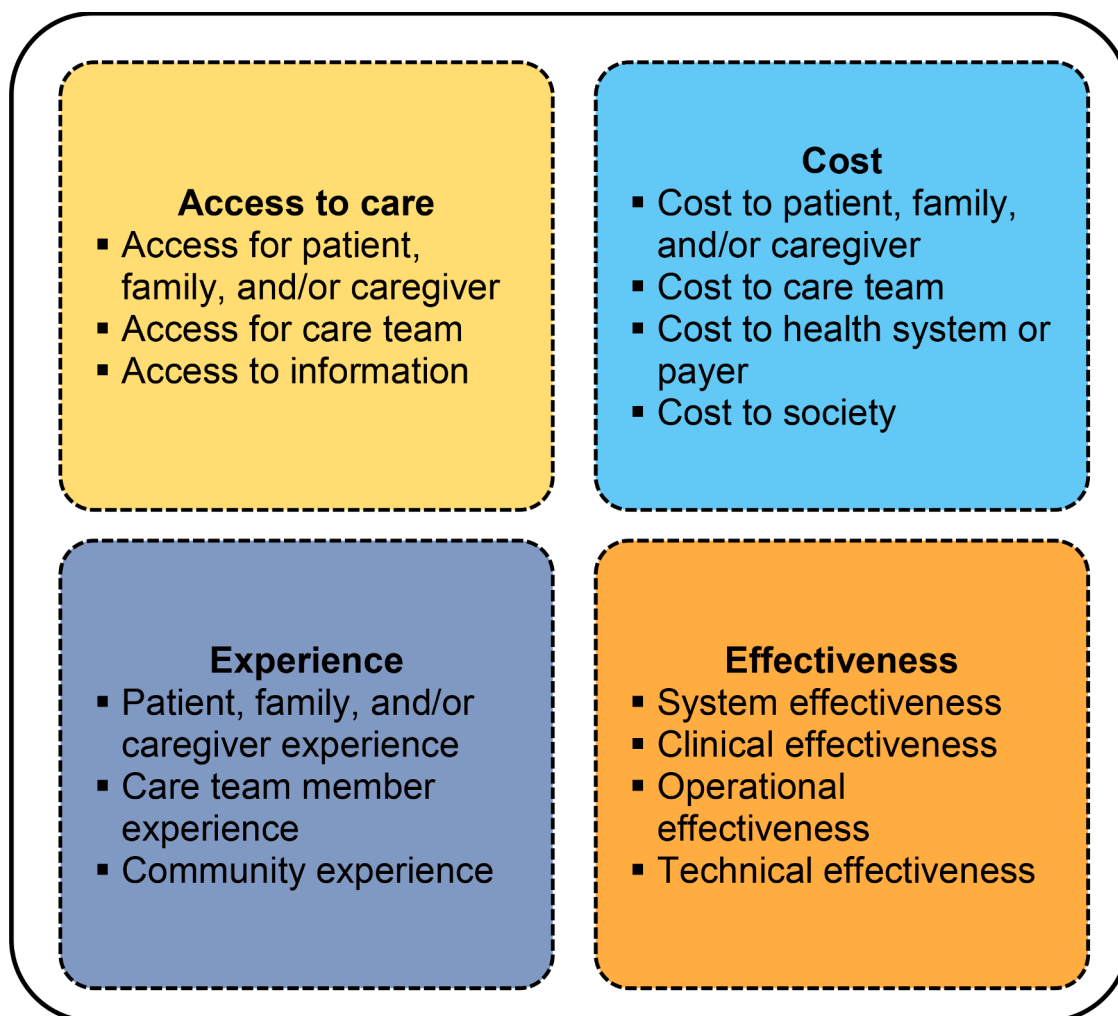 Access to care
▪ Access for patient,
family, and/or caregiver
▪ Access for care team
▪ Access to information
Cost
▪ Cost to patient, family,
and/or caregiver
▪ Cost to care team
▪ Cost to health system or
payer
▪ Cost to society
Experience
▪ Patient, family, and/or
caregiver experience
▪ Care team member
experience
▪ Community experience
Effectiveness
▪ System effectiveness
▪ Clinical effectiveness
▪ Operational
effectiveness
▪ Technical effectiveness